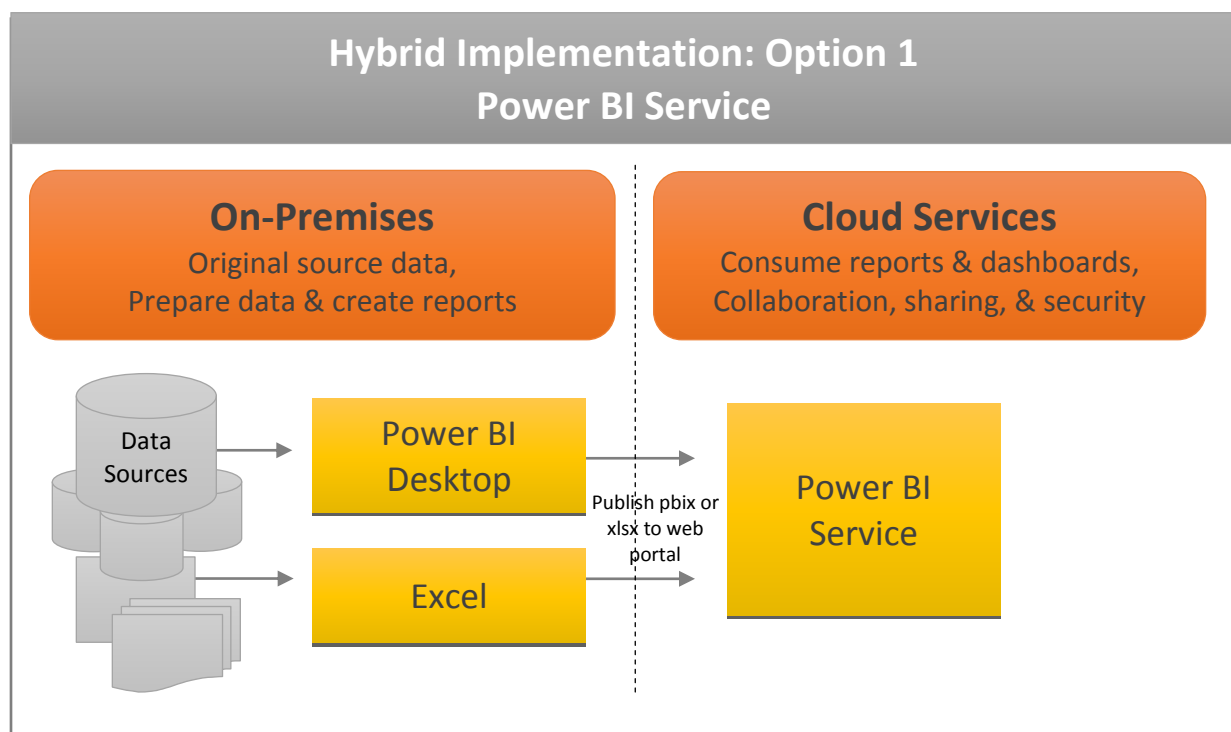 Hybrid Implementation: Option 1
Power BI Service
On-Premises
Original source data,
Prepare data & create reports
Cloud Services
Consume reports & dashboards,
Collaboration, sharing, & security
Data
Sources
Power BI
Desktop
Excel
Publish pbix or
xlsx to web
portal
Power BI
Service